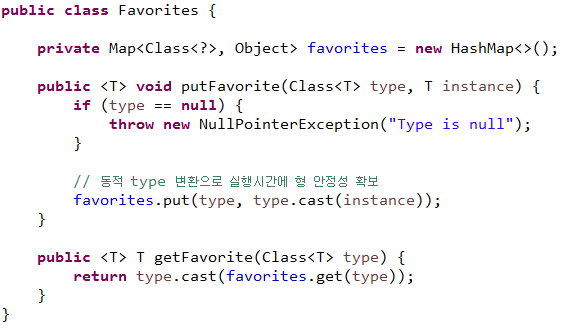 public class Favorites {
private Map<Class<?>, Object> favorites = new HashMap<>();
public <T> void putFavorite(Class<T> type, T instance) {
if (type == null) {
throw new NullPointerException("Type is null");
}
// 동적 type 변환으로 실행시간에 형 안정성 확보
favorites.put(type, type.cast(instance));
}
public <T> T getFavorite(Class<T> type) {
return type.cast(favorites.get(type));
}
}